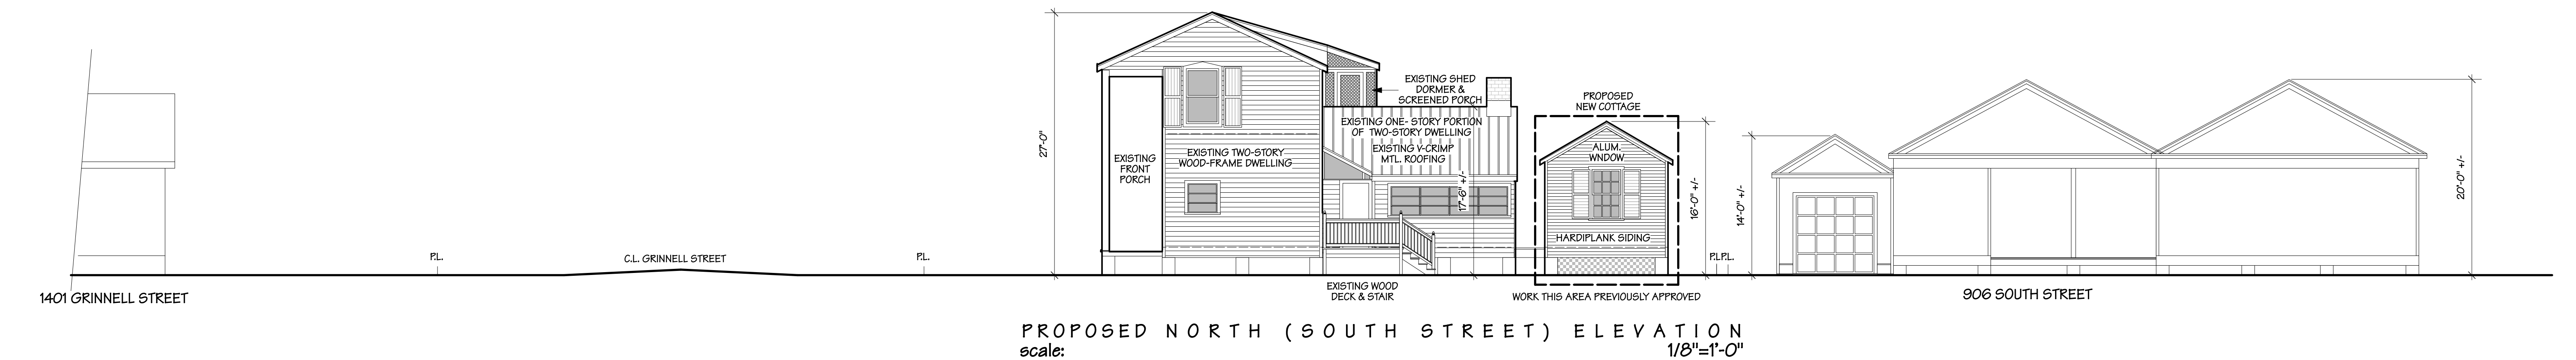 27'-0"
EXISTING
FRONT
PORCH
EXISTING TWO-STORY
WOOD-FRAME DWELLING
EXISTING SHED
DORMER &
SCREENED PORCH
EXISTING ONE- STORY PORTION
OF TWO-STORY DWELLING
EXISTING V-CRIMP
MTL. ROOFING
17'-6" +/-
PROPOSED
NEW COTTAGE
ALUM.
WNDOW
HARDIPLANK SIDING
16'-0" +/-
14'-0" +/-
20'-0" +/-
P.L.
C.L. GRINNELL STREET
P.L.
P.L.
P.L.
1401 GRINNELL STREET
EXISTING WOOD
DECK & STAIR
WORK THIS AREA PREVIOUSLY APPROVED
906 SOUTH STREET
PROPOSED NORTH (SOUTH STREET) ELEVATION
scale: 1/8"=1'-0"